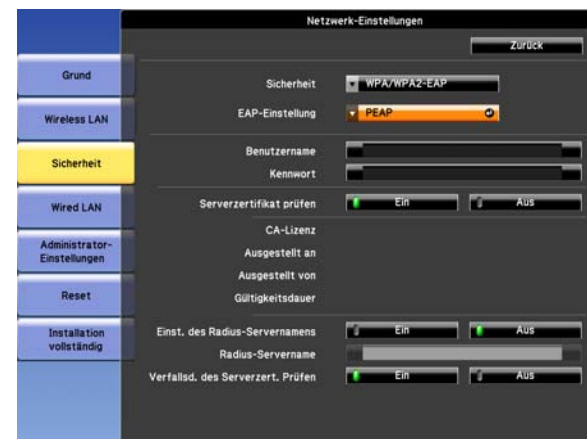 Netzwerk-Einstellungen
Zurück
Grund
Wireless LAN
Sicherheit
Wired LAN
Administrator-
Einstellungen
Reset
Installation
vollständig
Sicherheit WPA/WPA2-EAP
EAP-Einstellung PEAP
Benutzername
Kennwort
Serverzertifikat prüfen Ein Aus
CA-Lizenz
Ausgestellt an
Ausgestellt von
Gültigkeitsdauer
Einst. des Radius-Servernamens Ein Aus
Radius-Servername
Verfallsd. des Serverzert. Prüfen Ein Aus